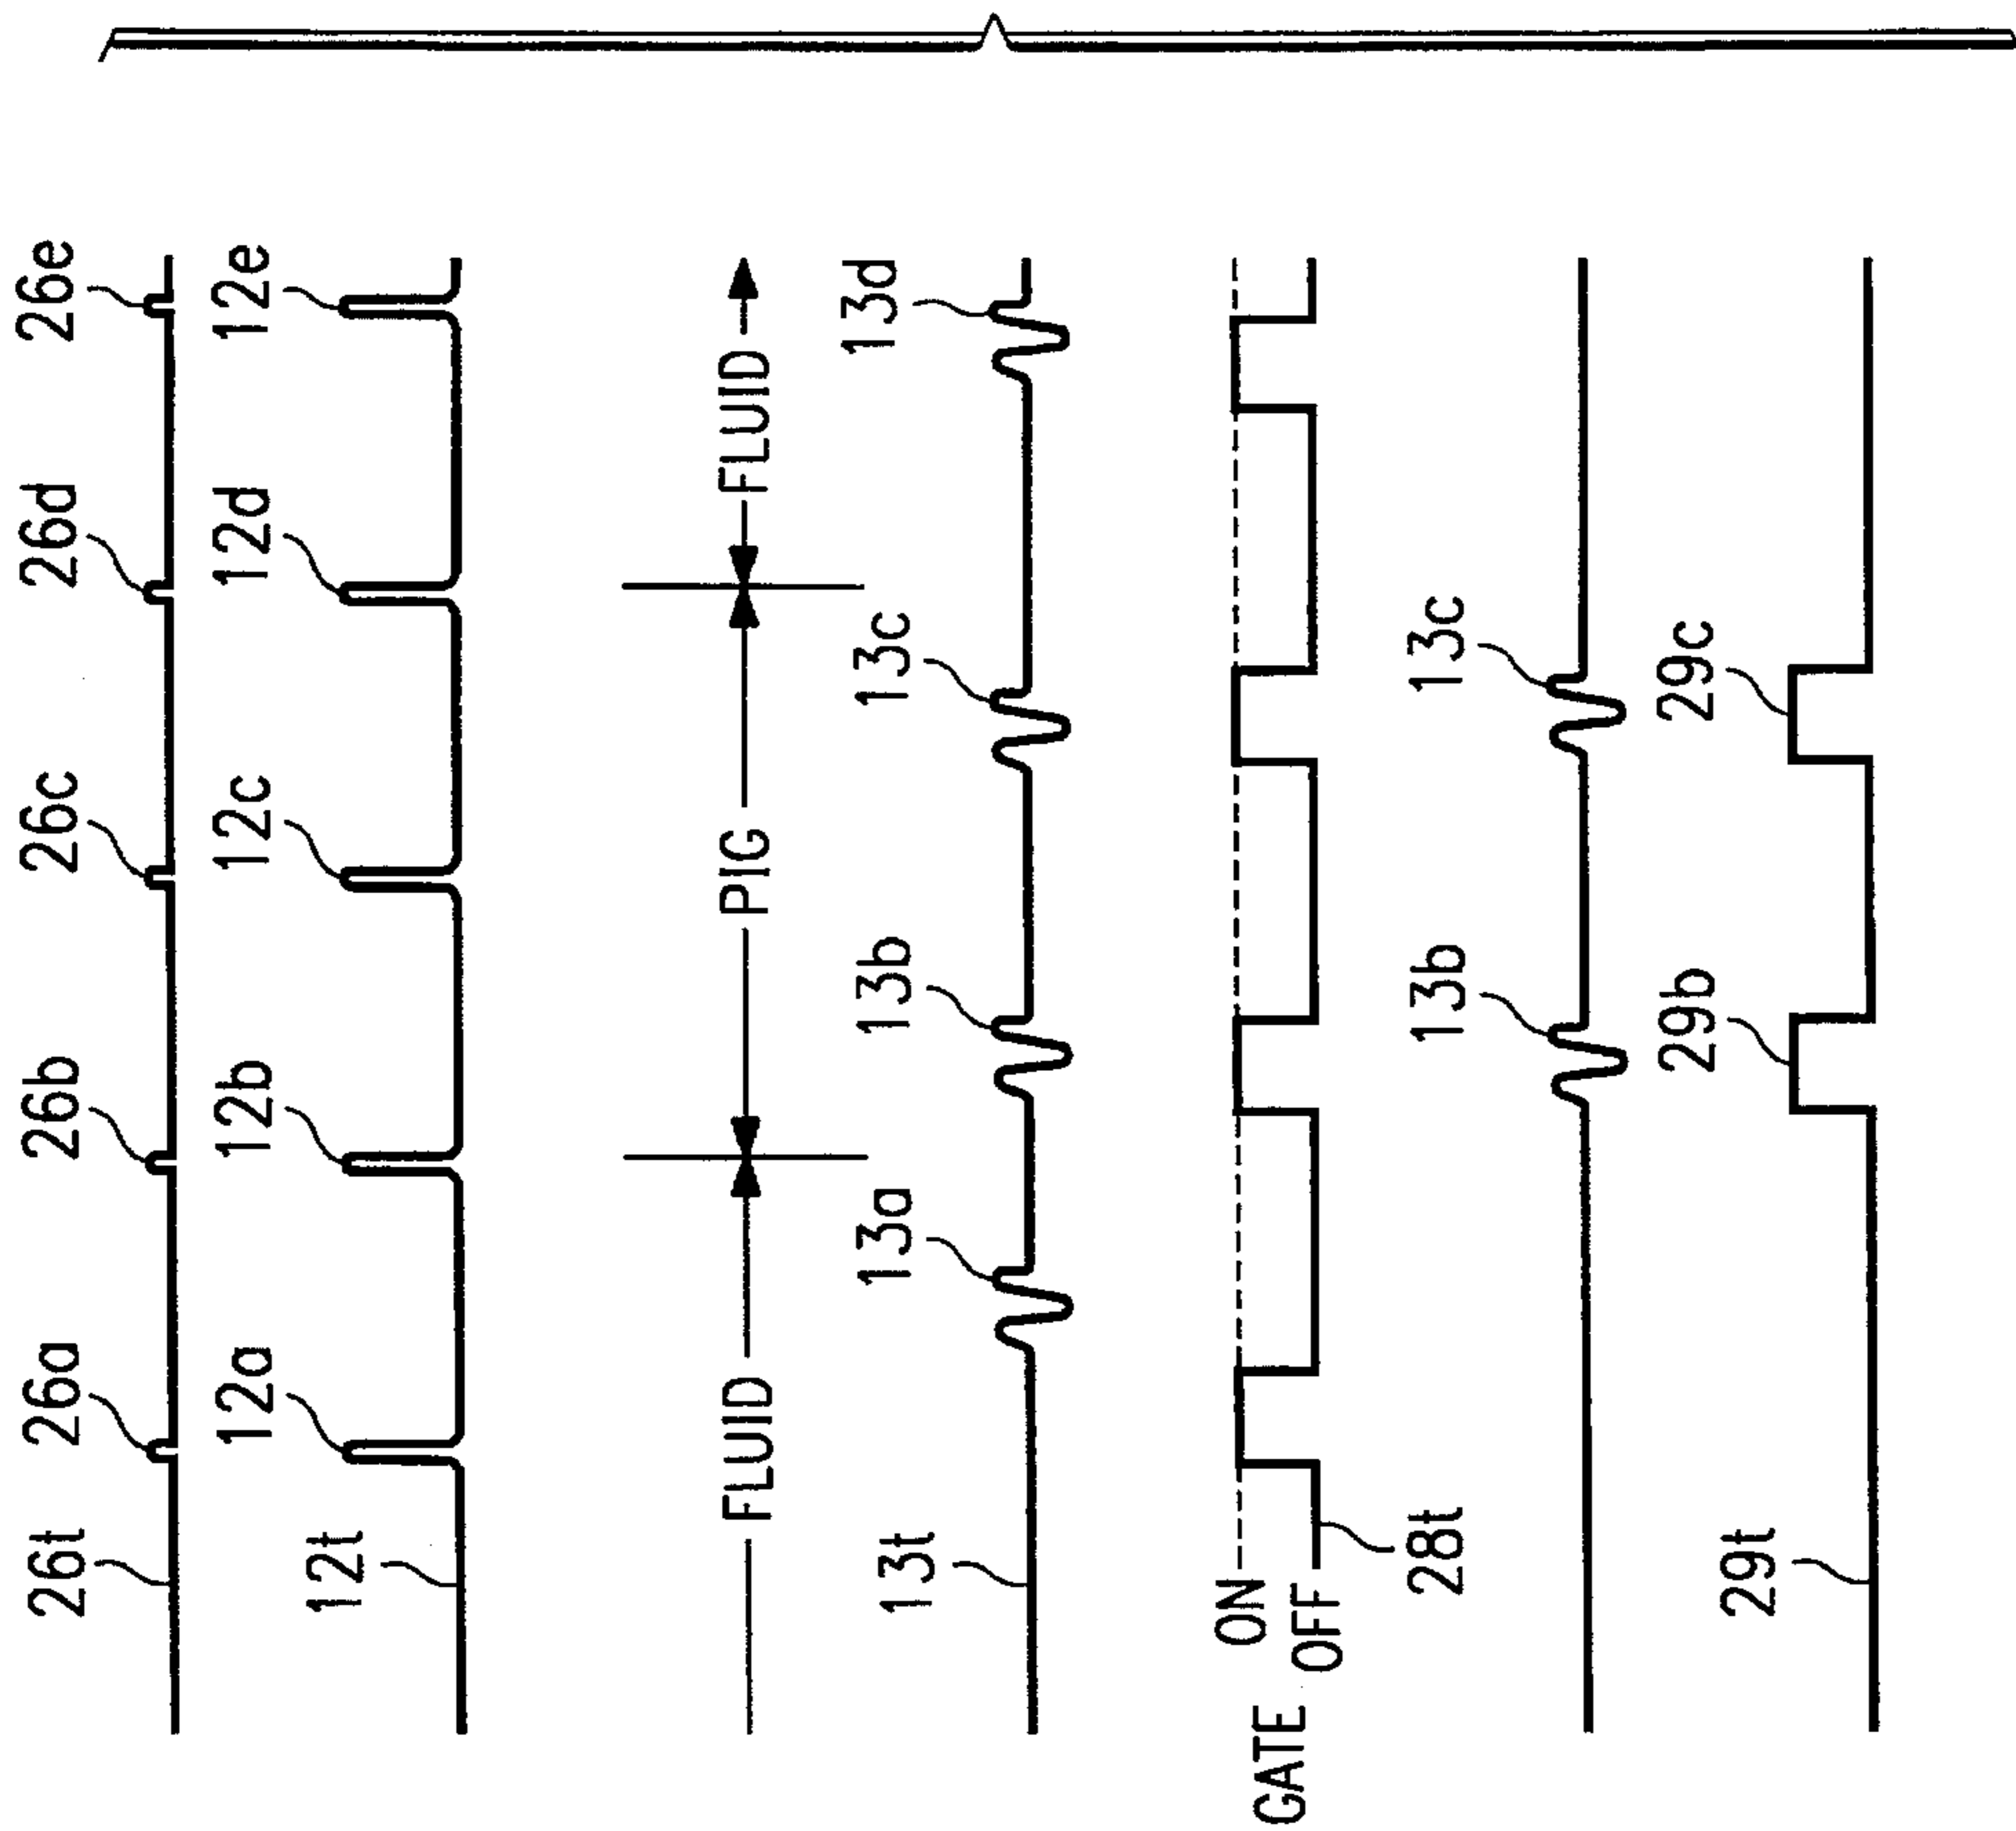 26t 26a 26b 26c 26d 26e
12t 12a 12b 12c 12d 12e
FLUID PIG FLUID
13t 13a 13b 13c 13d
GATE ON
OFF
28t
13b 13c
29t 29b 29c